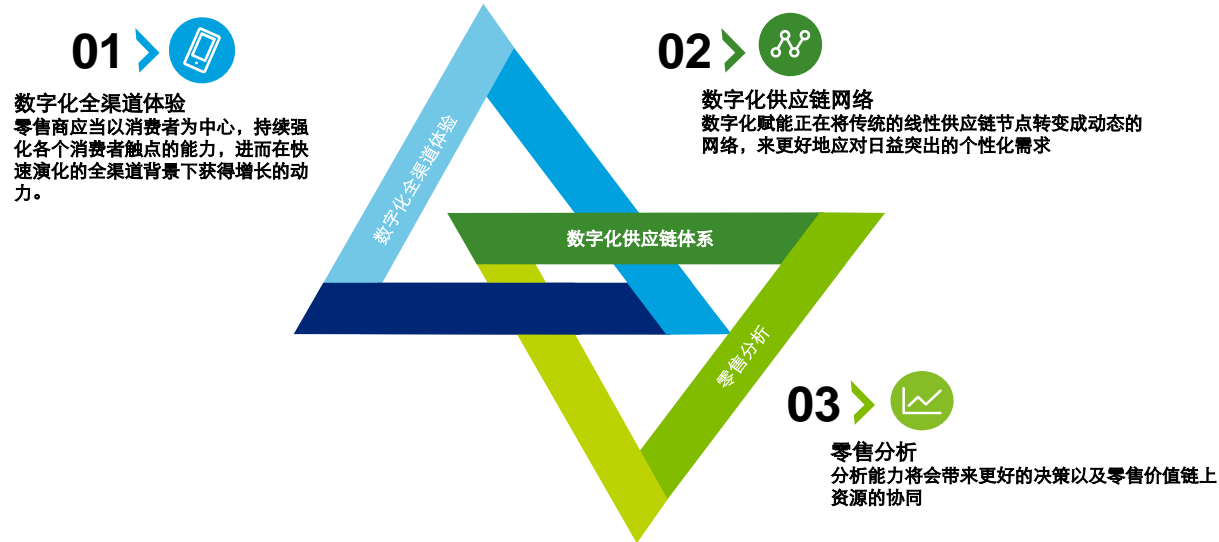 01
数字化全渠道体验
零售商应当以消费者为中心，持续强
化各个消费者触点的能力，进而在快
速演化的全渠道背景下获得增长的动
力。
02
数字化供应链网络
数字化赋能正在将传统的线性供应链节点转变成动态的
网络，来更好地应对日益突出的个性化需求
数字化全渠道体验
数字化供应链体系
零售分析
03
零售分析
分析能力将会带来更好的决策以及零售价值链上
资源的协同